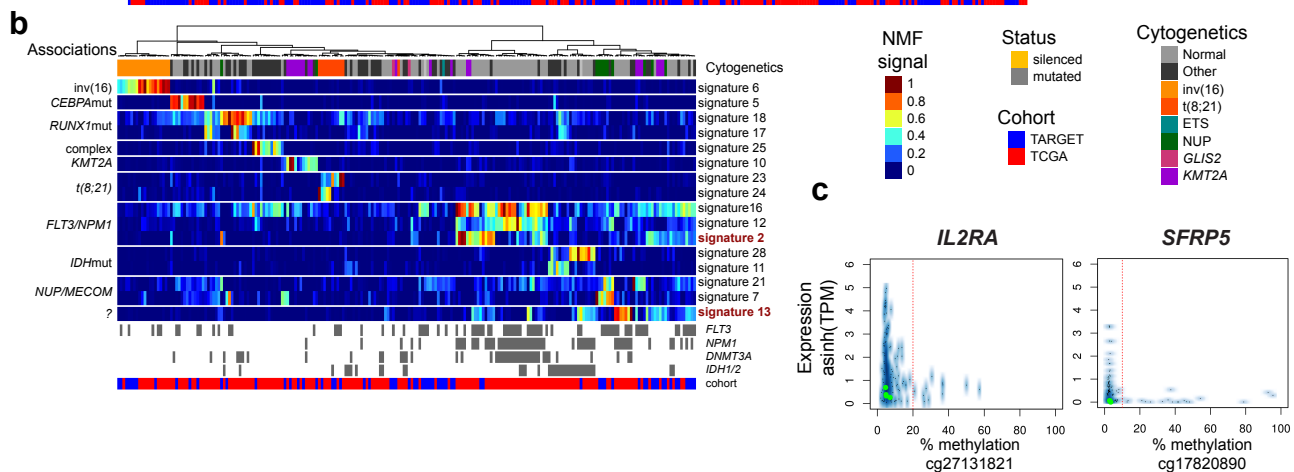 b
Associations
Cytogenetics
inv(16)
signature 6
CEBPAmut
signature 5
RUNX1mut
signature 18
signature 17
complex
signature 25
KMT2A
signature 10
t(8;21)
signature 23
signature 24
FLT3/NPM1
signature16
signature 12
signature 2
IDHmut
signature 28
signature 11
NUP/MECOM
signature 21
signature 7
?
signature 13
FLT3
NPM1
DNMT3A
IDH1/2
cohort
NMF
signal
1
0.8
0.6
0.4
0.2
0
Status
silenced
mutated
Cohort
TARGET
TCGA
Cytogenetics
Normal
Other
inv(16)
t(8;21)
ETS
NUP
GLIS2
KMT2A
c
IL2RA
Expression
asinh(TPM)
6
5
4
3
2
1
0
0 20 40 60 80 100
% methylation
cg27131821
SFRP5
6
5
4
3
2
1
0
0 20 40 60 80 100
% methylation
cg17820890